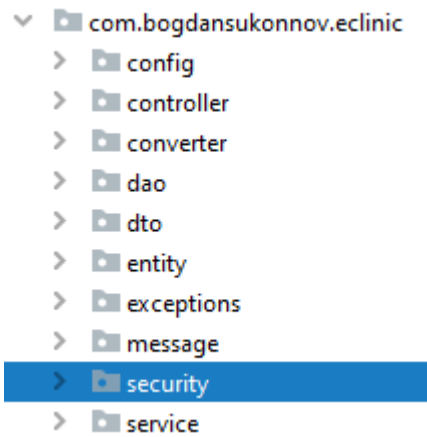 com.bogdansukonnov.eclinic
config
controller
converter
dao
dto
entity
exceptions
message
security
service